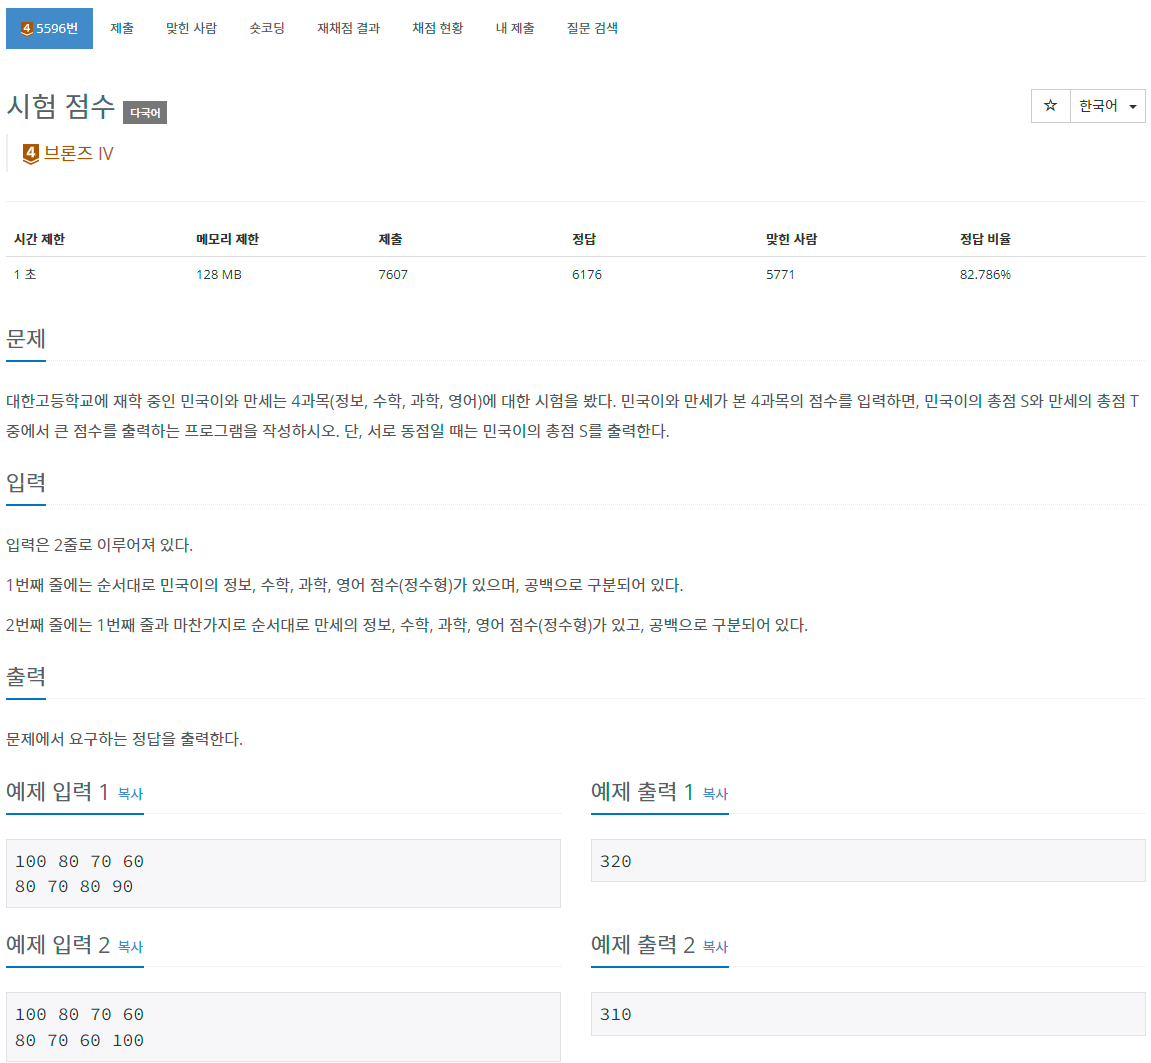 4 5596번 제출 맞힌 사람 숏코딩 재채점 결과 채점 현황 내 제출 질문 검색
시험 점수 다국어 ☆ 한국어
4 브론즈 IV
시간 제한 메모리 제한 제출 정답 맞힌 사람 정답 비율
1 초 128 MB 7607 6176 5771 82.786%
문제
대한고등학교에 재학 중인 민국이와 만세는 4과목(정보, 수학, 과학, 영어)에 대한 시험을 봤다. 민국이와 만세가 본 4과목의 점수를 입력하면, 민국이의 총점 S와 만세의 총점 T
중에서 큰 점수를 출력하는 프로그램을 작성하시오. 단, 서로 동점일 때는 민국이의 총점 S를 출력한다.
입력
입력은 2줄로 이루어져 있다.
1번째 줄에는 순서대로 민국이의 정보, 수학, 과학, 영어 점수(정수형)가 있으며, 공백으로 구분되어 있다.
2번째 줄에는 1번째 줄과 마찬가지로 순서대로 만세의 정보, 수학, 과학, 영어 점수(정수형)가 있고, 공백으로 구분되어 있다.
출력
문제에서 요구하는 정답을 출력한다.
예제 입력 1 복사
100 80 70 60
80 70 80 90
예제 출력 1 복사
320
예제 입력 2 복사
100 80 70 60
80 70 60 100
예제 출력 2 복사
310